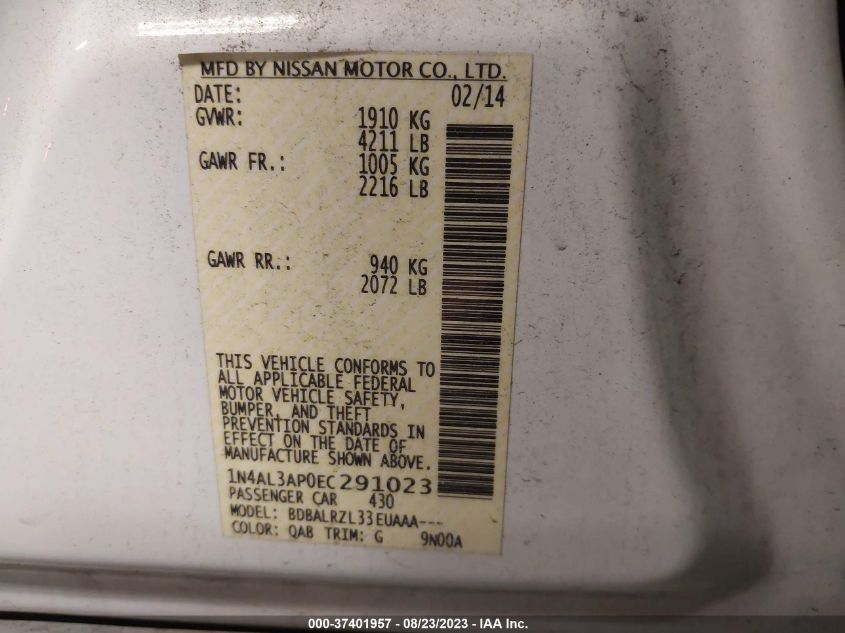 MFD BY NISSAN MOTOR CO., LTD.
DATE: 02/14
GVWR: 1910 KG
4211 LB
GAWR FR.: 1005 KG
2216 LB
GAWR RR.: 940 KG
2072 LB
THIS VEHICLE CONFORMS TO
ALL APPLICABLE FEDERAL
MOTOR VEHICLE SAFETY,
BUMPER, AND THEFT
PREVENTION STANDARDS IN
EFFECT ON THE DATE OF
MANUFACTURE SHOWN ABOVE.
1N4AL3AP0EC291023
PASSENGER CAR 430
MODEL: BDBALRZL33EUAAA---
COLOR: QAB TRIM: G 9N00A
000-37401957 - 08/23/2023 - IAA Inc.